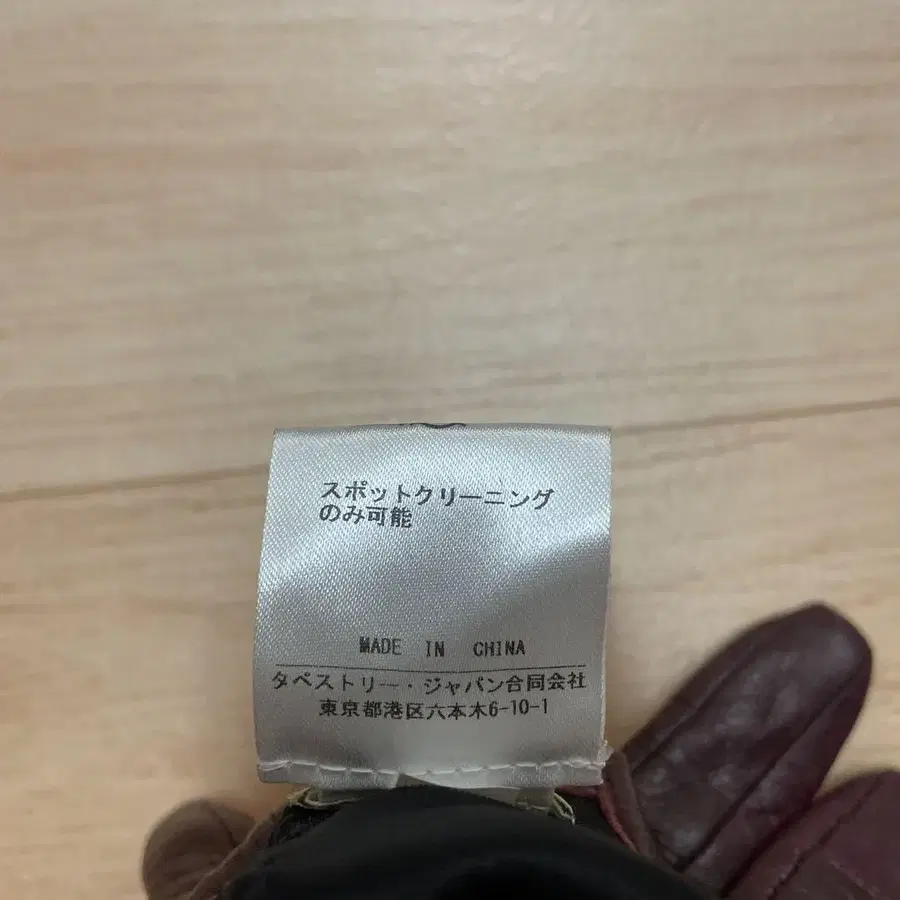 スポットクリーニング
のみ可能
MADE IN CHINA
タペストリー・ジャパン合同会社
東京都港区六本木6-10-1